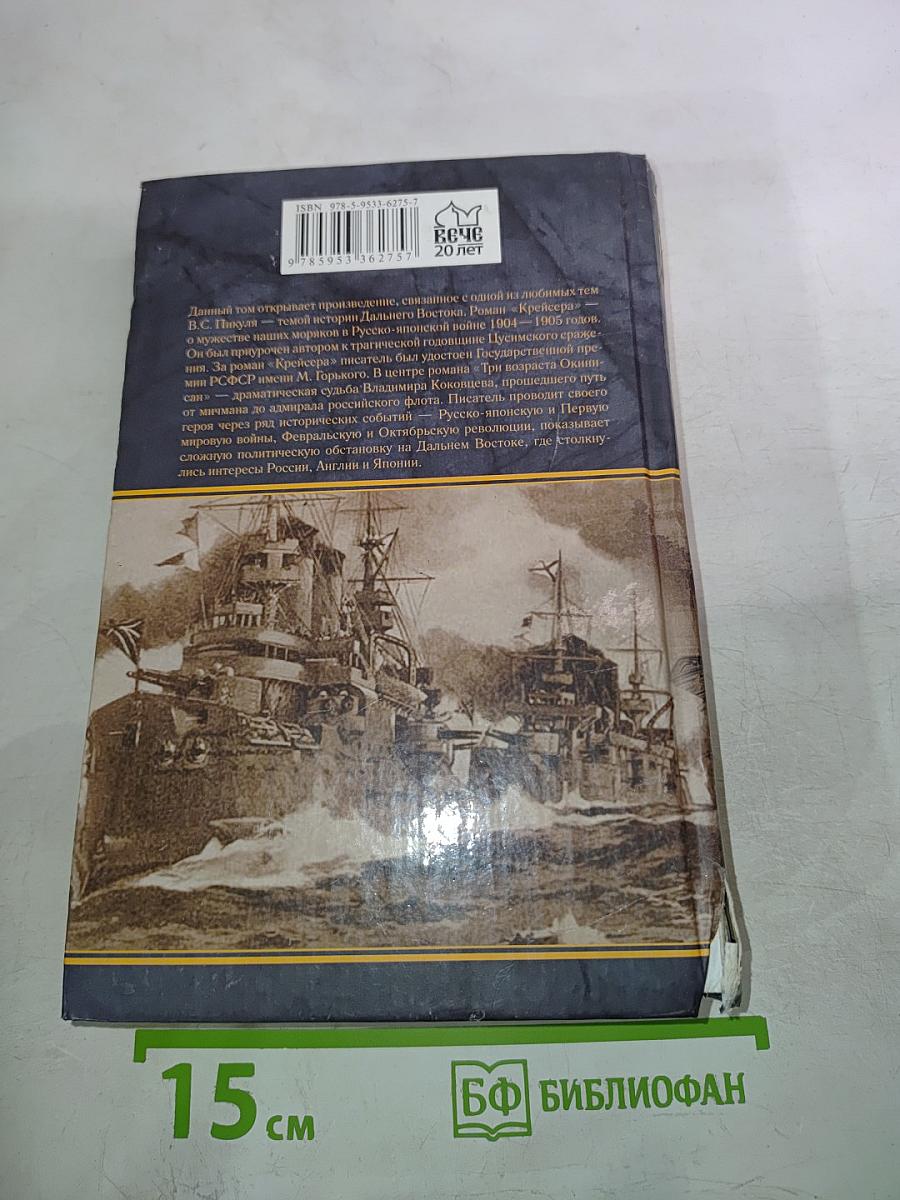 ISBN 978-5-9533-6275-7
9 785953 362757
ВЕЧЕ
20 ЛЕТ
Данный том открывает произведение, связанное с одной из любимых тем
В.С. Пикуля — темой истории Дальнего Востока. Роман «Крейсера» —
о мужестве наших моряков в Русско-японской войне 1904—1905 годов.
Он был приурочен автором к трагической годовщине Цусимского сраже-
ния. За роман «Крейсера» писатель был удостоен Государственной пре-
мии РСФСР имени М. Горького. В центре романа «Три возраста Окини-
сан» — драматическая судьба Владимира Коковцева, прошедшего путь
от мичмана до адмирала российского флота. Писатель проводит своего
героя через ряд исторических событий — Русско-японскую и Первую
мировую войны, Февральскую и Октябрьскую революции, показывает
сложную политическую обстановку на Дальнем Востоке, где столкну-
лись интересы России, Англии и Японии.
15 см
БФ БИБЛИОФАН